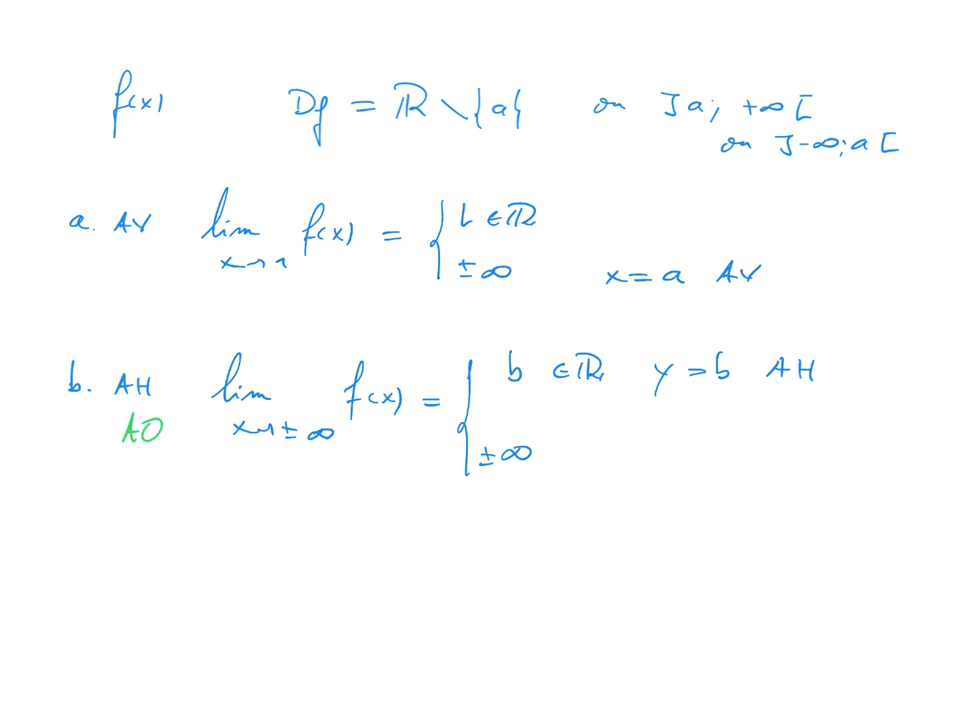 f(x) Df = ℝ \ {a} ou ]a; +∞[
ou ]-∞; a[
a. AV lim f(x) = { L ∈ ℝ
x→a ±∞ x = a AV
b. AH lim f(x) = { b ∈ ℝ, y = b AH
AO x→±∞ ±∞